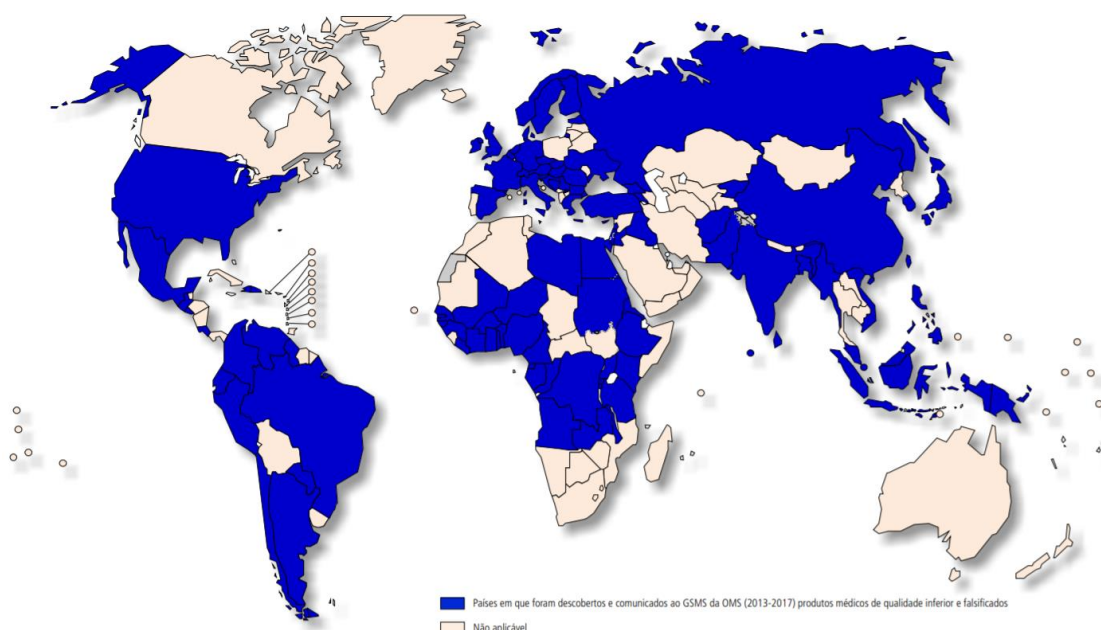 Países em que foram descobertos e comunicados ao GSMS da OMS (2013-2017) produtos médicos de qualidade inferior e falsificados
Não aplicável